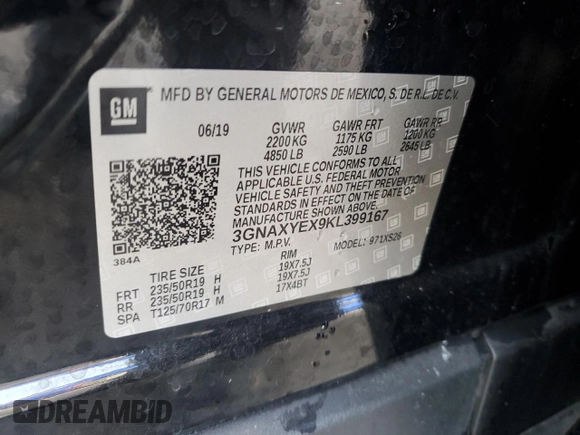 GM
MFD BY GENERAL MOTORS DE MEXICO, S. DE R.L. DE C.V.
06/19 GVWR GAWR FRT GAWR RR
2200 KG 1175 KG 1200 KG
4850 LB 2590 LB 2645 LB
THIS VEHICLE CONFORMS TO ALL
APPLICABLE U.S. FEDERAL MOTOR
VEHICLE SAFETY AND THEFT PREVENTION
STANDARDS IN EFFECT ON THE DATE OF
MANUFACTURE SHOWN ABOVE.
3GNAXYEX9KL399167
TYPE: M.P.V. MODEL: 971XS26
384A
TIRE SIZE RIM
FRT 235/50R19 H 19X7.5J
RR 235/50R19 H 19X7.5J
SPA T125/70R17 M 17X4BT
DREAMBID